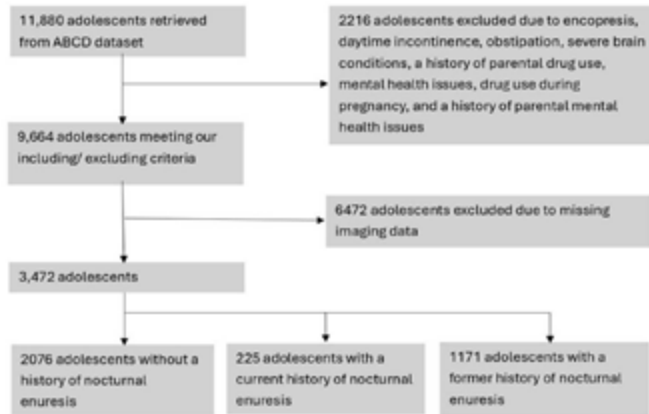 11,880 adolescents retrieved
from ABCD dataset
2216 adolescents excluded due to encopresis,
daytime incontinence, obstipation, severe brain
conditions, a history of parental drug use,
mental health issues, drug use during
pregnancy, and a history of parental mental
health issues
9,664 adolescents meeting our
including/ excluding criteria
6472 adolescents excluded due to missing
imaging data
3,472 adolescents
2076 adolescents without a
history of nocturnal
enuresis
225 adolescents with a
current history of nocturnal
enuresis
1171 adolescents with a
former history of nocturnal
enuresis